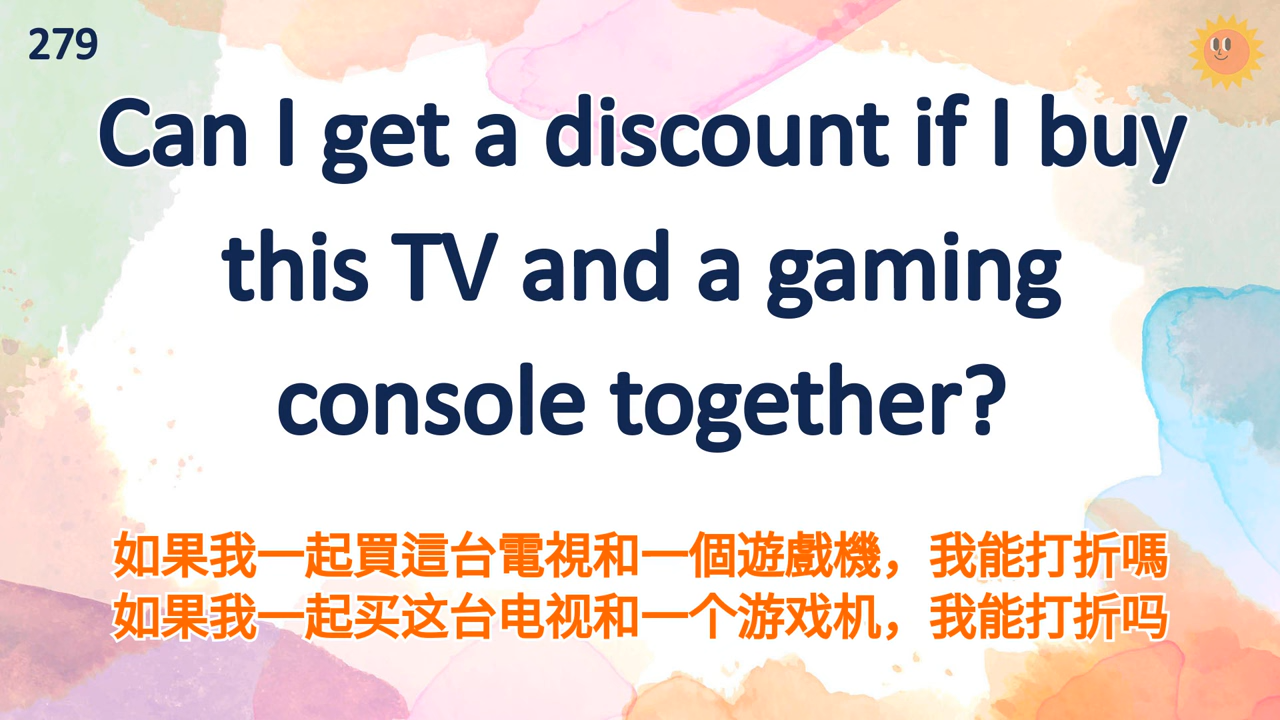 279
Can I get a discount if I buy
this TV and a gaming
console together?
如果我一起買這台電視和一個遊戲機，我能打折嗎
如果我一起买这台电视和一个游戏机，我能打折吗